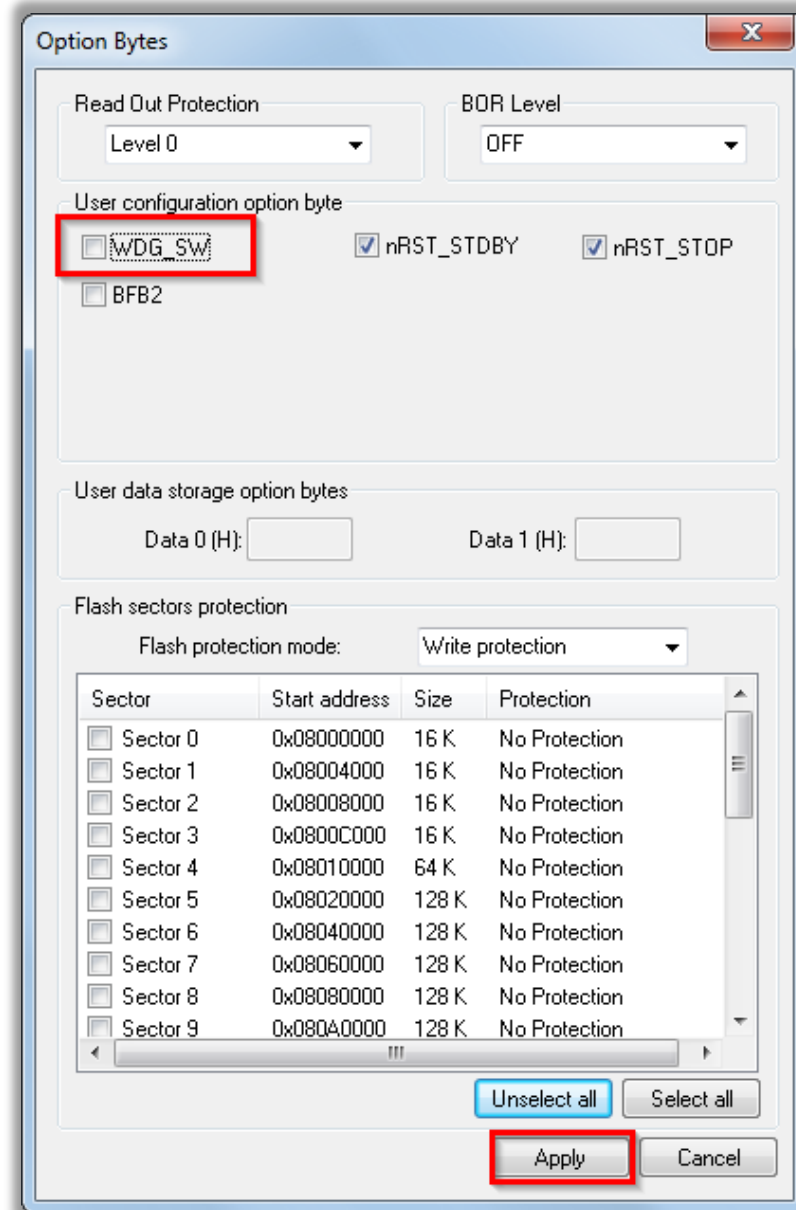 Option Bytes
Read Out Protection
BOR Level
Level 0
OFF
User configuration option byte
WDG_SW
nRST_STDBY
nRST_STOP
BFB2
User data storage option bytes
Data 0 (H):
Data 1 (H):
Flash sectors protection
Flash protection mode:
Write protection
Sector Start address Size Protection
Sector 0 0x08000000 16 K No Protection
Sector 1 0x08004000 16 K No Protection
Sector 2 0x08008000 16 K No Protection
Sector 3 0x0800C000 16 K No Protection
Sector 4 0x08010000 64 K No Protection
Sector 5 0x08020000 128 K No Protection
Sector 6 0x08040000 128 K No Protection
Sector 7 0x08060000 128 K No Protection
Sector 8 0x08080000 128 K No Protection
Sector 9 0x080A0000 128 K No Protection
Unselect all
Select all
Apply
Cancel